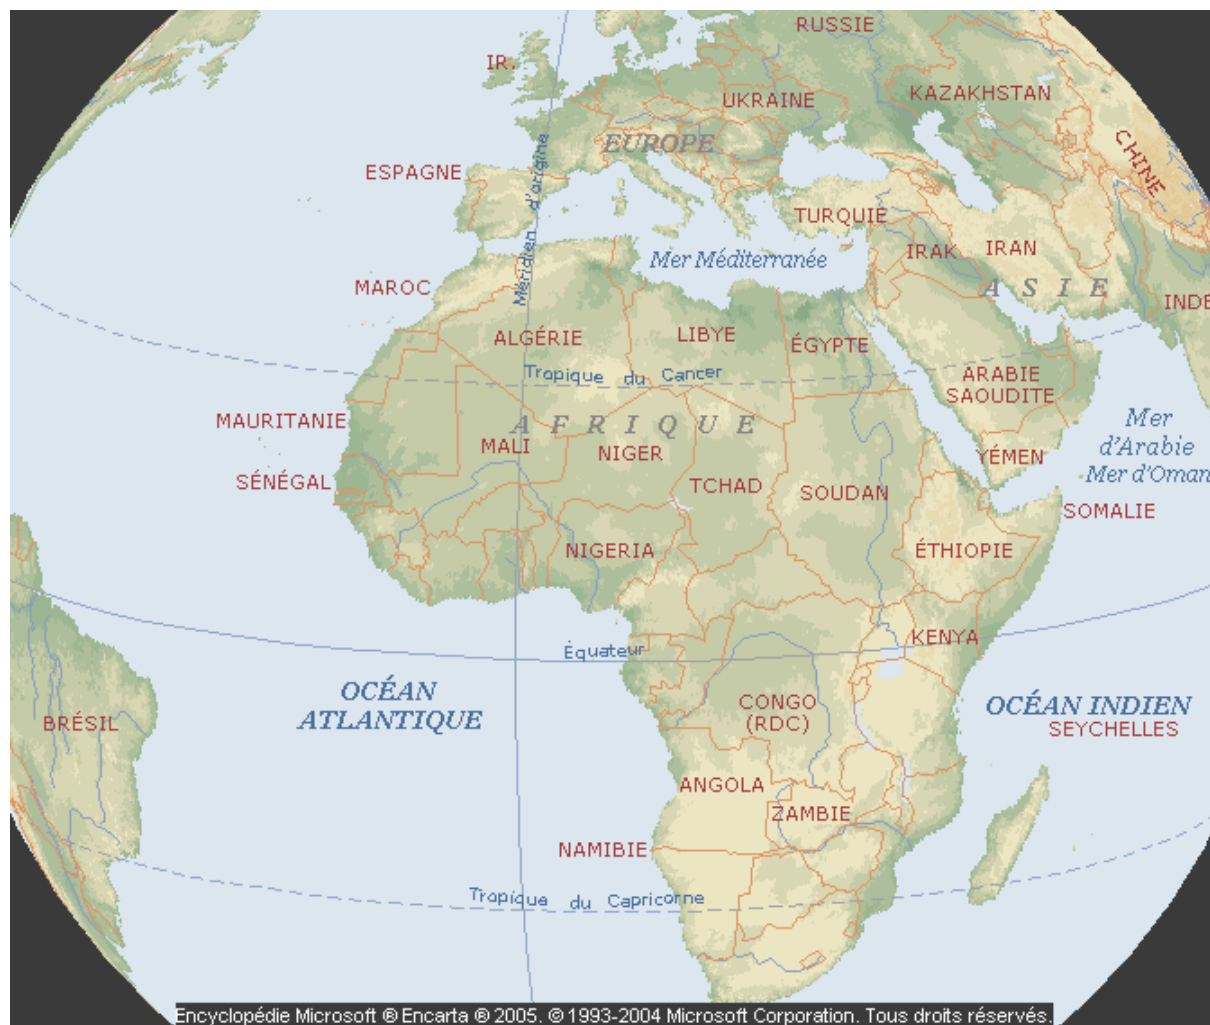 RUSSIE
IR.
UKRAINE
KAZAKHSTAN
EUROPE
CHINE
ESPAGNE
Méridien d'origine
TURQUIE
Mer Méditerranée
IRAK
IRAN
MAROC
ASIE
INDE
ALGÉRIE
LIBYE
ÉGYPTE
Tropique du Cancer
ARABIE
SAOUDITE
MAURITANIE
AFRIQUE
Mer
d'Arabie
Mer d'Oman
MALI
NIGER
YÉMEN
SÉNÉGAL
TCHAD
SOUDAN
SOMALIE
NIGERIA
ÉTHIOPIE
KENYA
Équateur
OCÉAN
ATLANTIQUE
BRÉSIL
CONGO
(RDC)
OCÉAN INDIEN
SEYCHELLES
ANGOLA
ZAMBIE
NAMIBIE
Tropique du Capricorne
Encyclopédie Microsoft ® Encarta ® 2005. © 1993-2004 Microsoft Corporation. Tous droits réservés.